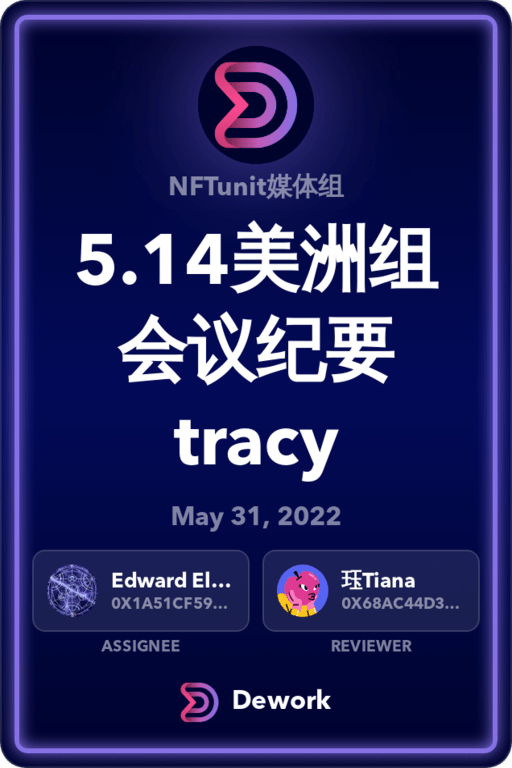 NFTunit媒体组
5.14美洲组
会议纪要
tracy
May 31, 2022
Edward El...
0X1A51CF59...
珏Tiana
0X68AC44D3...
ASSIGNEE
REVIEWER
Dework